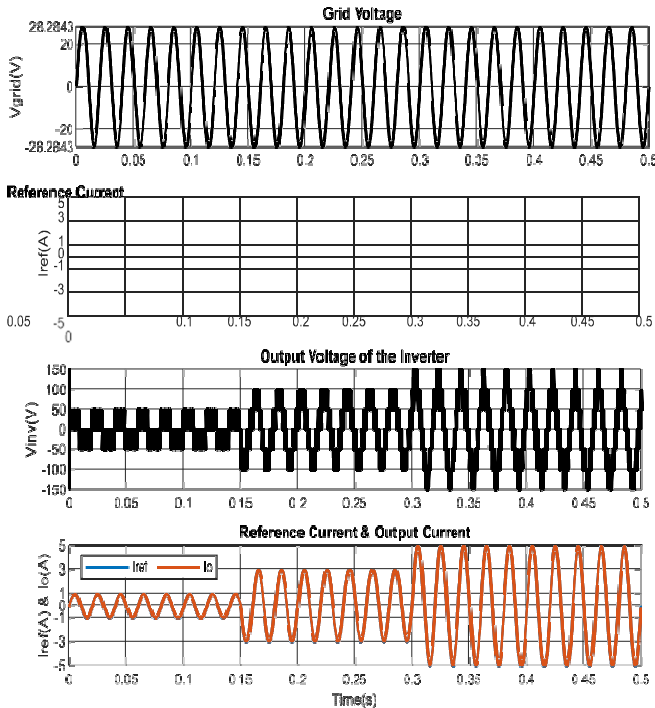 Grid Voltage
28.2843
20
0
-20
-28.2843
Vgrid(V)
0 0.05 0.1 0.15 0.2 0.25 0.3 0.35 0.4 0.45 0.5
Reference Current
5
3
1
0
-1
-3
-5
Iref(A)
0.05
0
0.1 0.15 0.2 0.25 0.3 0.35 0.4 0.45 0.5
Output Voltage of the Inverter
150
100
50
0
-50
-100
-150
Vinv(V)
0 0.05 0.1 0.15 0.2 0.25 0.3 0.35 0.4 0.45 0.5
Reference Current & Output Current
5
3
1
0
-1
-3
-5
Iref(A) & Io(A)
Iref Io
0 0.05 0.1 0.15 0.2 0.25 0.3 0.35 0.4 0.45 0.5
Time(s)